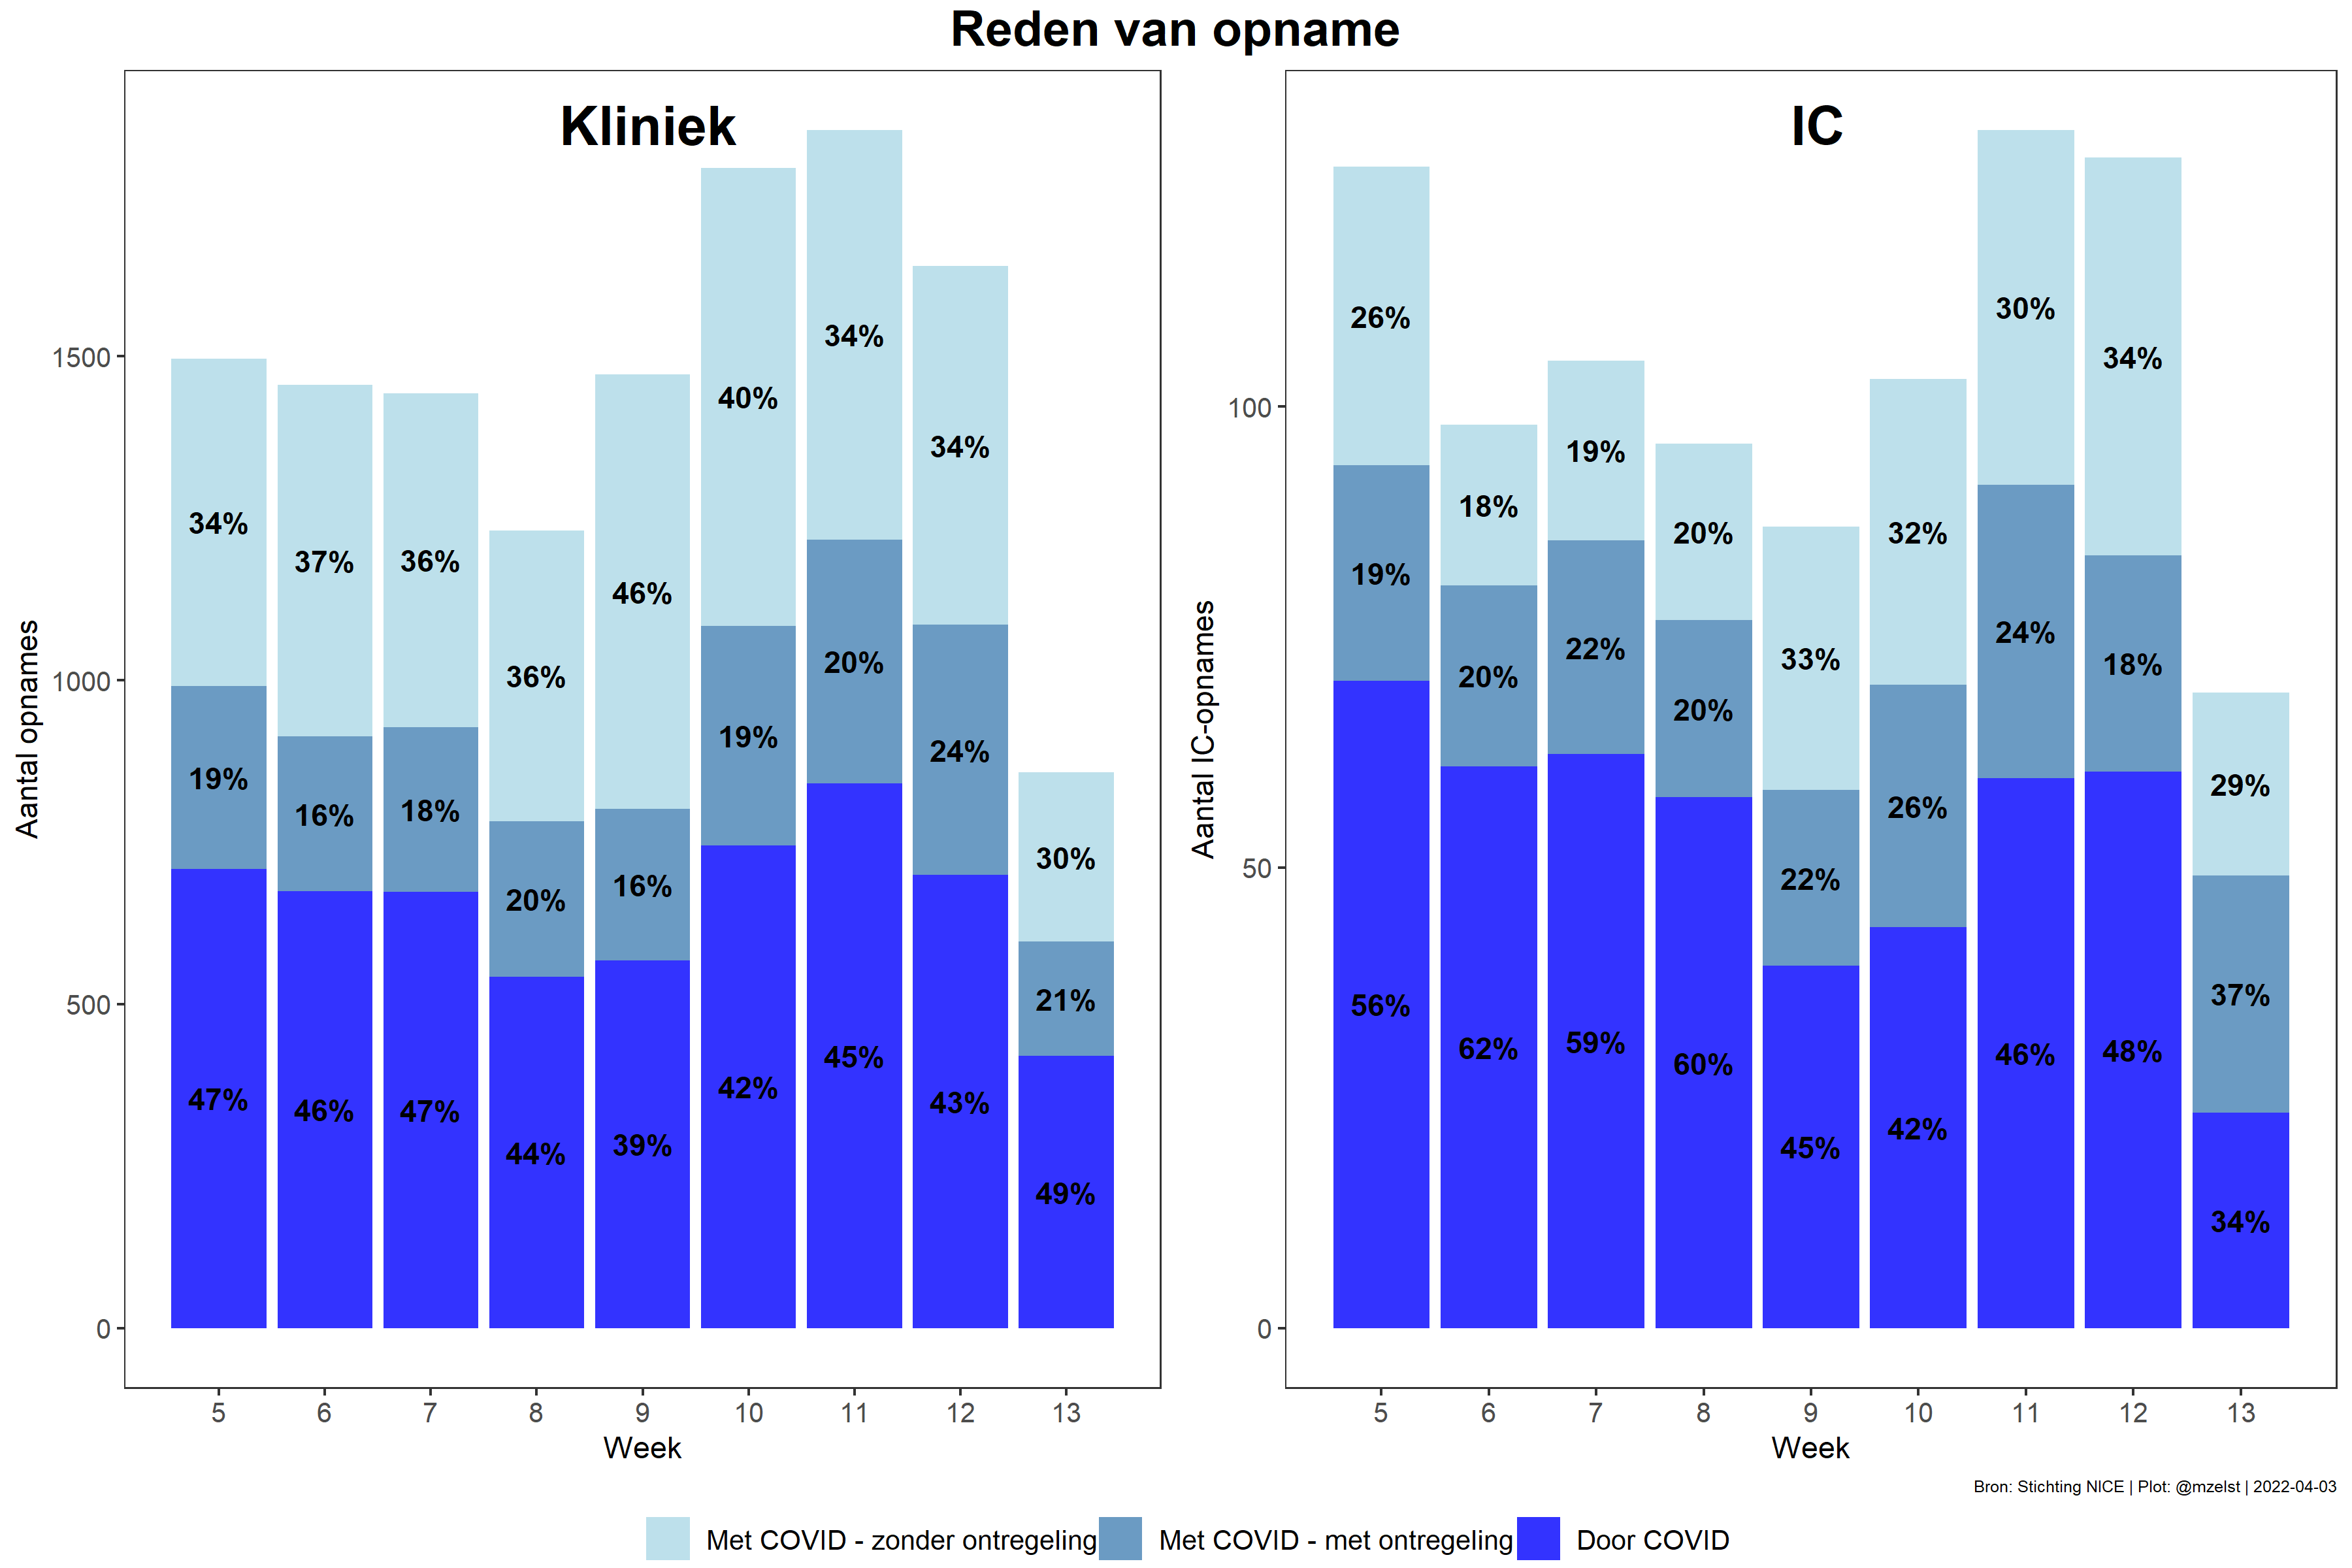 Reden van opname
Kliniek
Aantal opnames
1500
1000
500
0
34% 37% 36% 36% 46% 40% 34% 34% 30%
19% 16% 18% 20% 16% 19% 20% 24% 21%
47% 46% 47% 44% 39% 42% 45% 43% 49%
5 6 7 8 9 10 11 12 13
Week
IC
Aantal IC-opnames
100
50
0
26% 18% 19% 20% 33% 32% 30% 34% 29%
19% 20% 22% 20% 22% 26% 24% 18% 37%
56% 62% 59% 60% 45% 42% 46% 48% 34%
5 6 7 8 9 10 11 12 13
Week
Bron: Stichting NICE | Plot: @mzelst | 2022-04-03
Met COVID - zonder ontregeling Met COVID - met ontregeling Door COVID